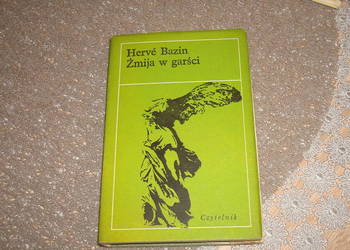 Hervé Bazin
Żmija w garści
Czytelnik